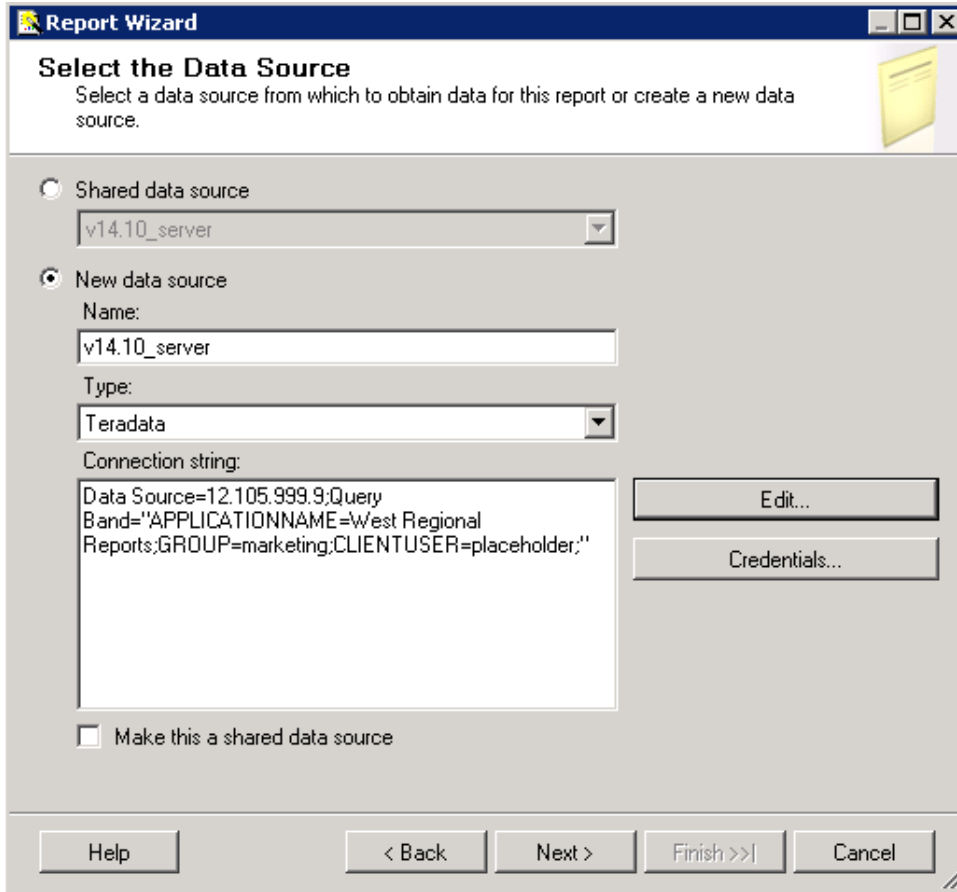 Report Wizard
Select the Data Source
Select a data source from which to obtain data for this report or create a new data
source.
Shared data source
v14.10_server
New data source
Name:
v14.10_server
Type:
Teradata
Connection string:
Data Source=12.105.999.9;Query
Band="APPLICATIONNAME=West Regional
Reports;GROUP=marketing;CLIENTUSER=placeholder;"
Edit...
Credentials...
Make this a shared data source
Help
< Back
Next >
Finish >>|
Cancel